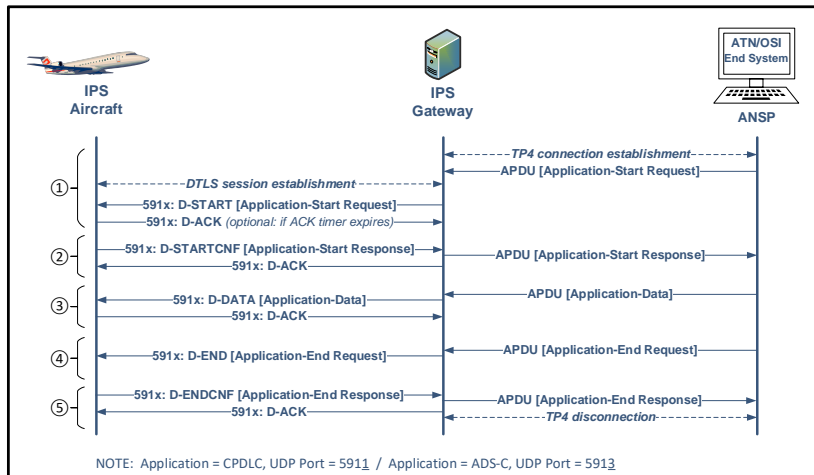 IPS
Aircraft
IPS
Gateway
ATN/OSI
End System
ANSP
①
TP4 connection establishment
APDU [Application-Start Request]
DTLS session establishment
591x: D-START [Application-Start Request]
591x: D-ACK (optional: if ACK timer expires)
②
591x: D-STARTCNF [Application-Start Response]
APDU [Application-Start Response]
591x: D-ACK
③
591x: D-DATA [Application-Data]
APDU [Application-Data]
591x: D-ACK
④
591x: D-END [Application-End Request]
APDU [Application-End Request]
⑤
591x: D-ENDCNF [Application-End Response]
APDU [Application-End Response]
591x: D-ACK
TP4 disconnection
NOTE: Application = CPDLC, UDP Port = 5911 / Application = ADS-C, UDP Port = 5913